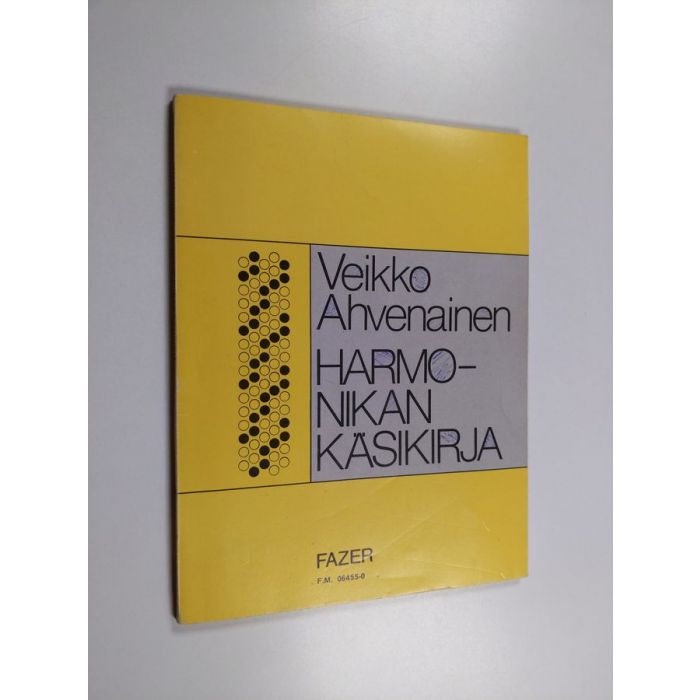 Veikko
Ahvenainen
HARMO-
NIKAN
KÄSIKIRJA
FAZER
F.M. 06455-0